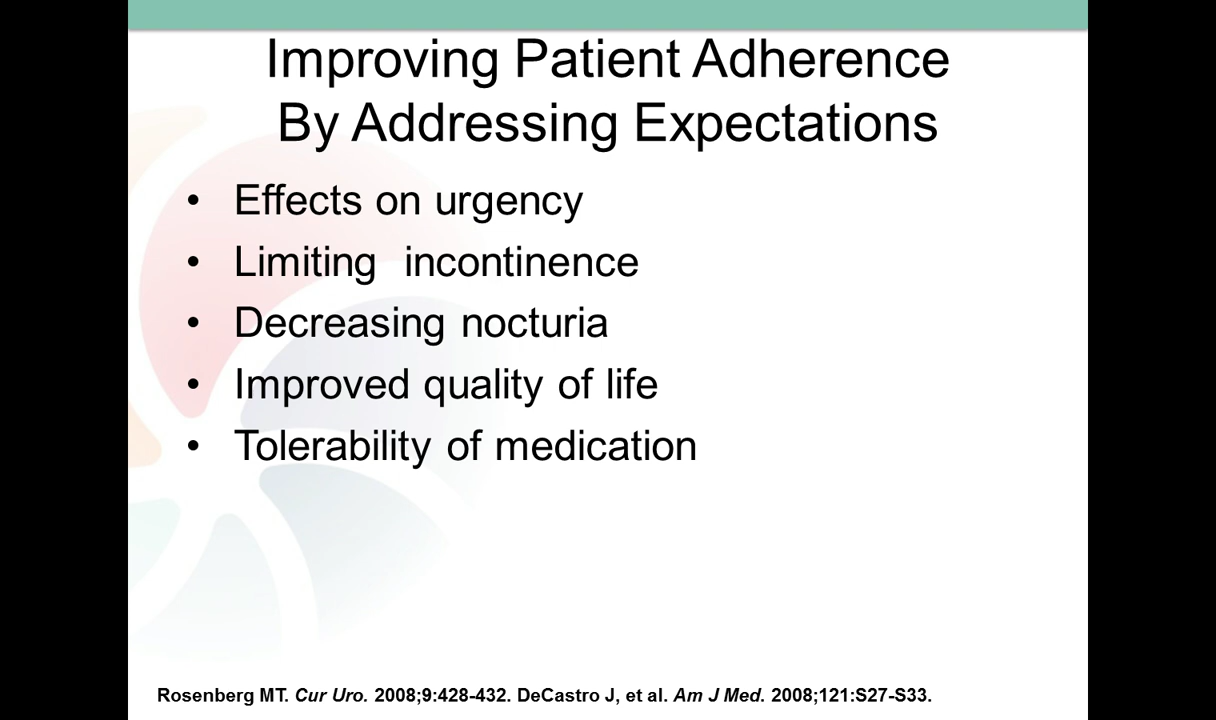 Improving Patient Adherence
By Addressing Expectations
• Effects on urgency
• Limiting incontinence
• Decreasing nocturia
• Improved quality of life
• Tolerability of medication
Rosenberg MT. Cur Uro. 2008;9:428-432. DeCastro J, et al. Am J Med. 2008;121:S27-S33.